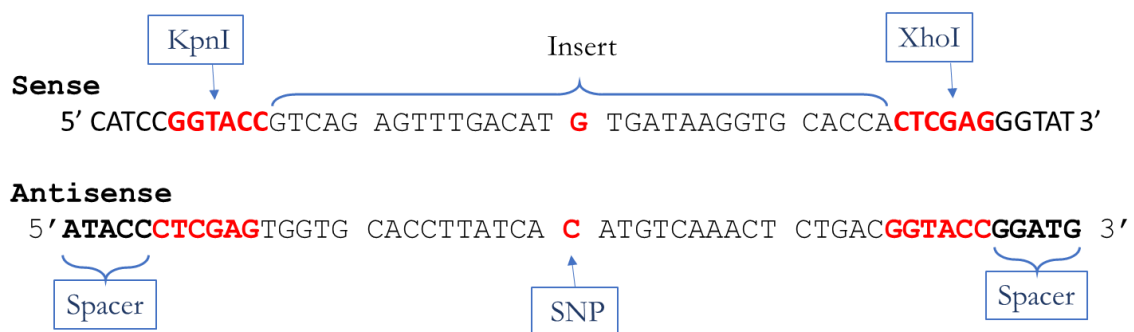 KpnI
Insert
XhoI
Sense
5’ CATCCGGTACCGTCAG AGTTTGACAT G TGATAAGGTG CACCACTCGAGGGTAT 3’
Antisense
5’ATACCCTCGAGTGGTG CACCTTATCA C ATGTCAAACT CTGACGGTACCGGATG 3’
Spacer
SNP
Spacer